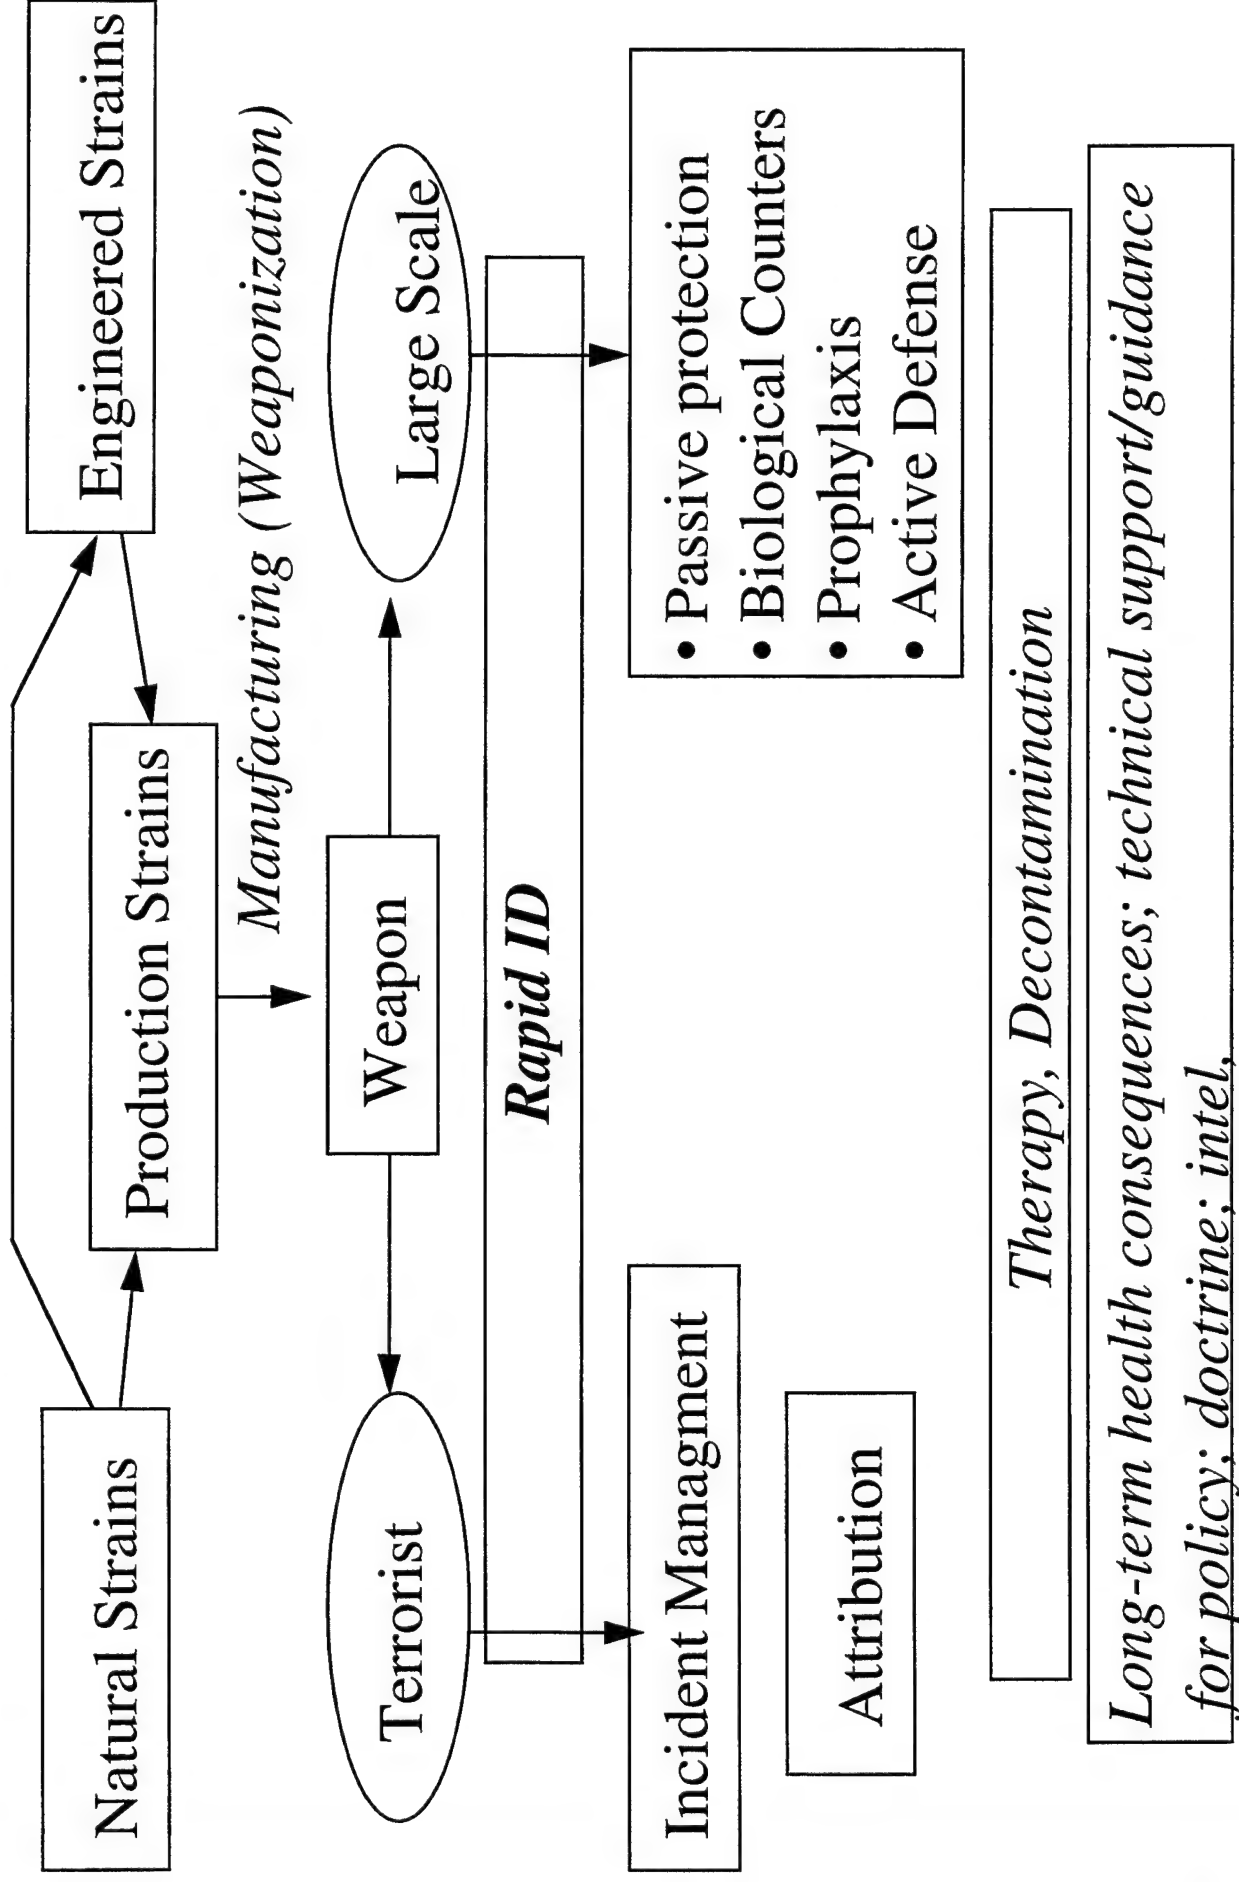 Natural Strains
Production Strains
Engineered Strains
Manufacturing (Weaponization)
Terrorist
Weapon
Large Scale
Rapid ID
Incident Managment
Attribution
• Passive protection
• Biological Counters
• Prophylaxis
• Active Defense
Therapy, Decontamination
Long-term health consequences; technical support/guidance
for policy; doctrine; intel,